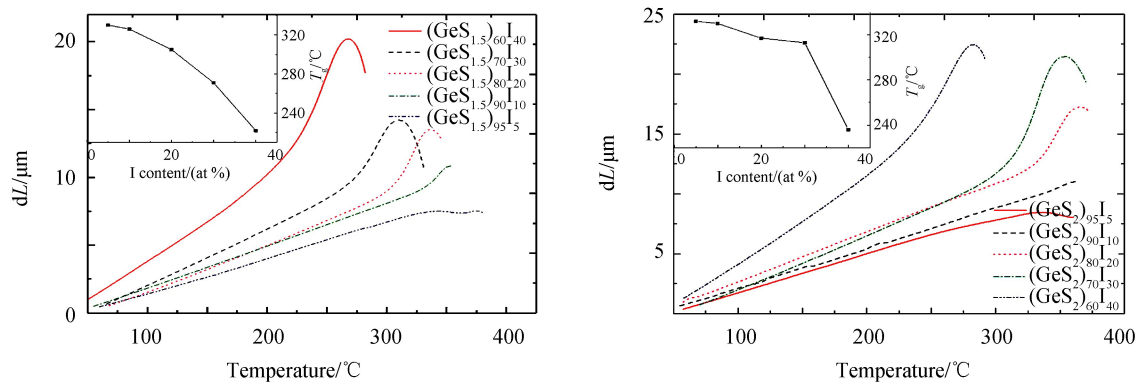 20
10
0
dL/μm
100
200
300
400
Temperature/℃
0
20
40
I content/(at %)
320
280
240
Tg/℃
(GeS1.5)60I40
(GeS1.5)70I30
(GeS1.5)80I20
(GeS1.5)90I10
(GeS1.5)95I5
25
15
5
dL/μm
100
200
300
400
Temperature/℃
0
20
40
I content/(at %)
320
280
240
Tg/℃
(GeS2)95I5
(GeS2)90I10
(GeS2)80I20
(GeS2)70I30
(GeS2)60I40